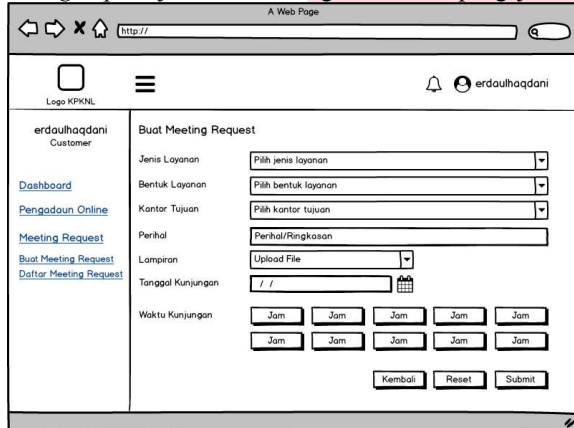 A Web Page
http://
Logo KPKNL
erdaulhaqdani
erdaulhaqdani
Customer
Dashboard
Pengadaun Online
Meeting Request
Buat Meeting Request
Daftar Meeting Request
Buat Meeting Request
Jenis Layanan
Pilih jenis layanan
Bentuk Layanan
Pilih bentuk layanan
Kantor Tujuan
Pilih kantor tujuan
Perihal
Perihal/Ringkasan
Lampiran
Upload File
Tanggal Kunjungan
/ /
Waktu Kunjungan
Jam Jam Jam Jam Jam
Jam Jam Jam Jam Jam
Kembali Reset Submit